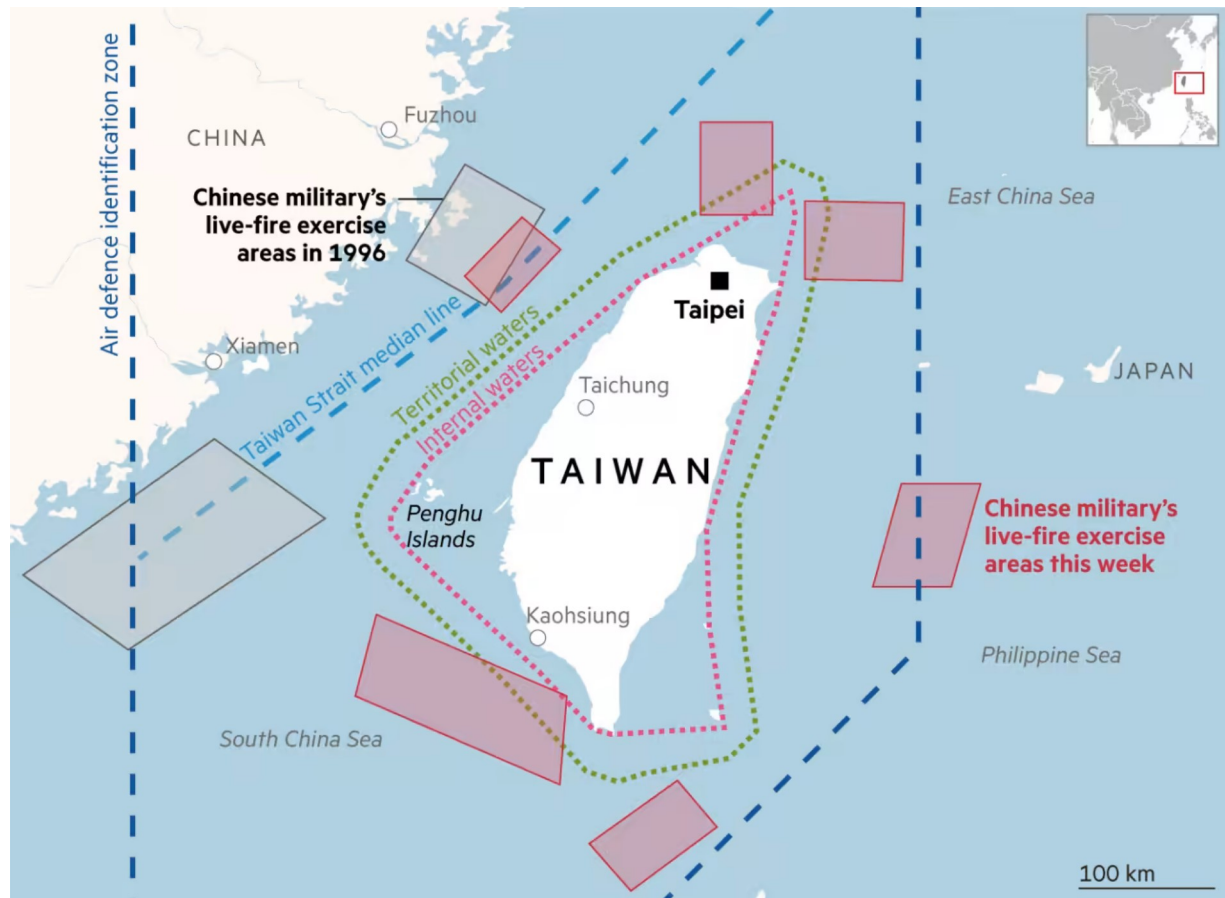 Air defence identification zone
CHINA
Fuzhou
Chinese military's
live-fire exercise
areas in 1996
East China Sea
Taipei
Xiamen
Taiwan Strait median line
Territorial waters
Internal waters
Taichung
JAPAN
TAIWAN
Penghu
Islands
Chinese military's
live-fire exercise
areas this week
Kaohsiung
Philippine Sea
South China Sea
100 km